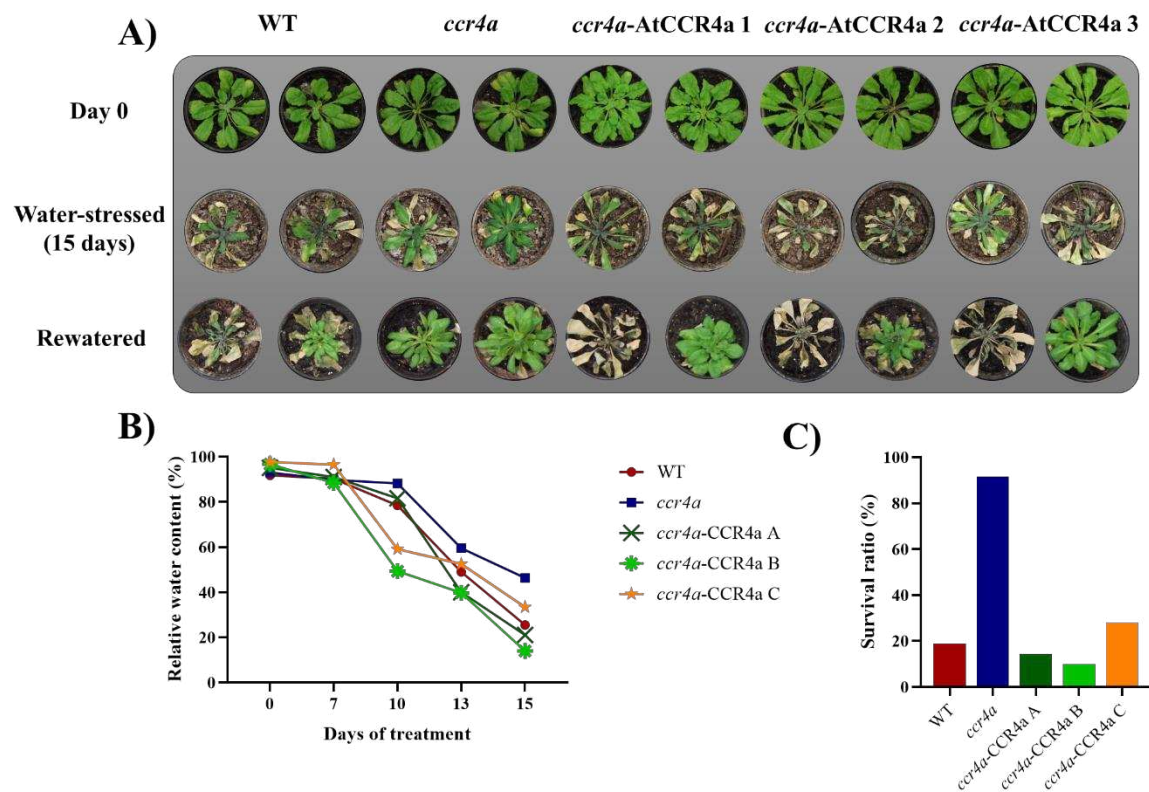 A)
WT ccr4a ccr4a-AtCCR4a 1 ccr4a-AtCCR4a 2 ccr4a-AtCCR4a 3
Day 0
Water-stressed
(15 days)
Rewatered
B)
Relative water content (%)
100
80
60
40
20
0
0 7 10 13 15
Days of treatment
WT
ccr4a
ccr4a-CCR4a A
ccr4a-CCR4a B
ccr4a-CCR4a C
C)
Survival ratio (%)
100
80
60
40
20
0
WT
ccr4a
ccr4a-CCR4a A
ccr4a-CCR4a B
ccr4a-CCR4a C